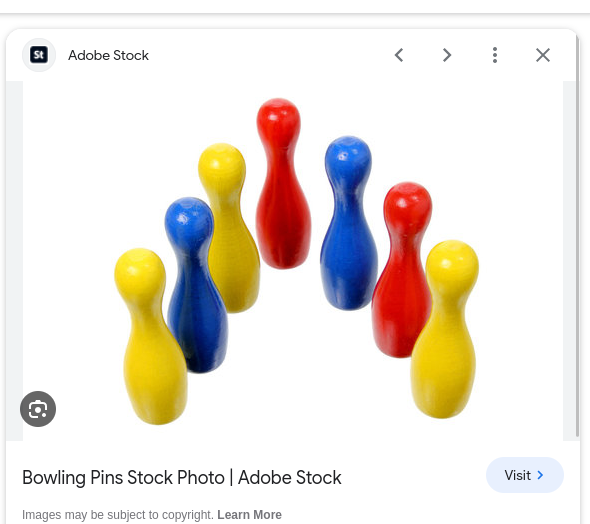 St Adobe Stock
Bowling Pins Stock Photo | Adobe Stock
Visit
Images may be subject to copyright. Learn More